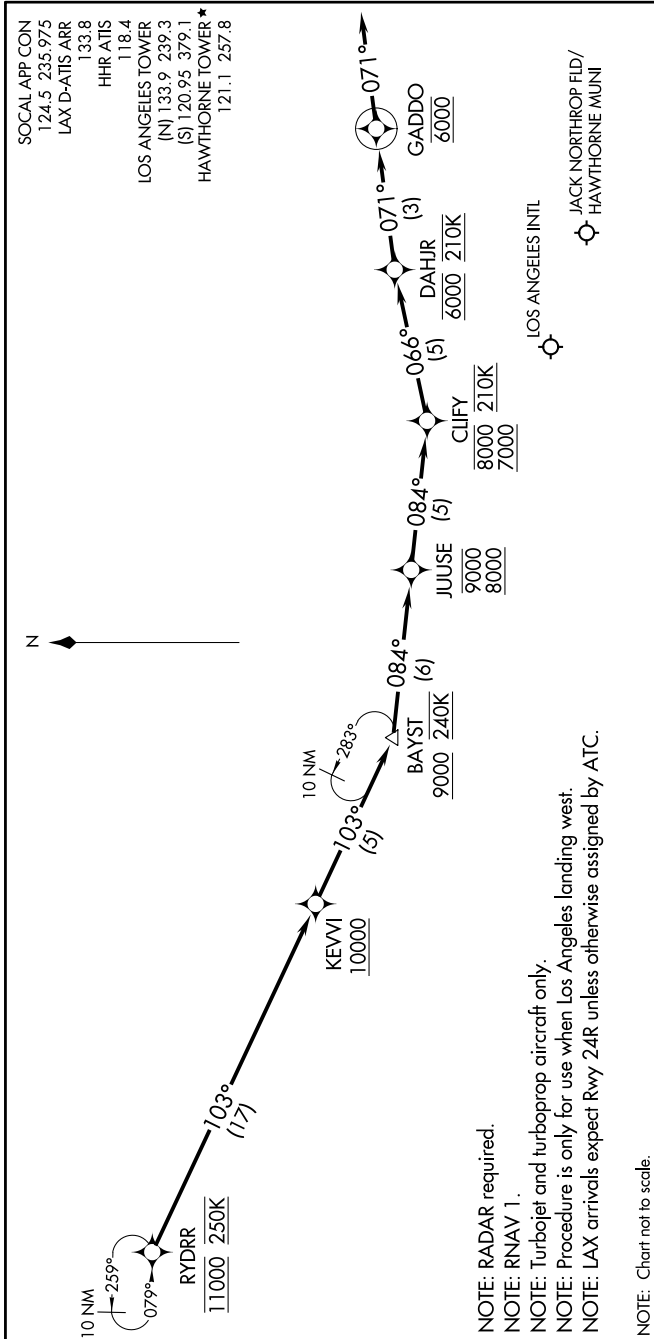 SOCAL APP CON
124.5 235.975
LAX D-ATIS ARR
133.8
HHR ATIS
118.4
LOS ANGELES TOWER
(N) 133.9 239.3
(S) 120.95 379.1
HAWTHORNE TOWER ★
121.1 257.8
N
10 NM
259°
079°
RYDRR
11000 250K
103°
(17)
KEVVI
10000
103°
(5)
10 NM
283°
BAYST
9000 240K
084°
(6)
JUUSE
9000
8000
084°
(5)
CLIFY
8000 210K
7000
066°
(5)
DAHJR
6000 210K
071°
(3)
GADDO
6000
071°
LOS ANGELES INTL
JACK NORTHROP FLD/
HAWTHORNE MUNI
NOTE: RADAR required.
NOTE: RNAV 1.
NOTE: Turbojet and turboprop aircraft only.
NOTE: Procedure is only for use when Los Angeles landing west.
NOTE: LAX arrivals expect Rwy 24R unless otherwise assigned by ATC.
NOTE: Chart not to scale.